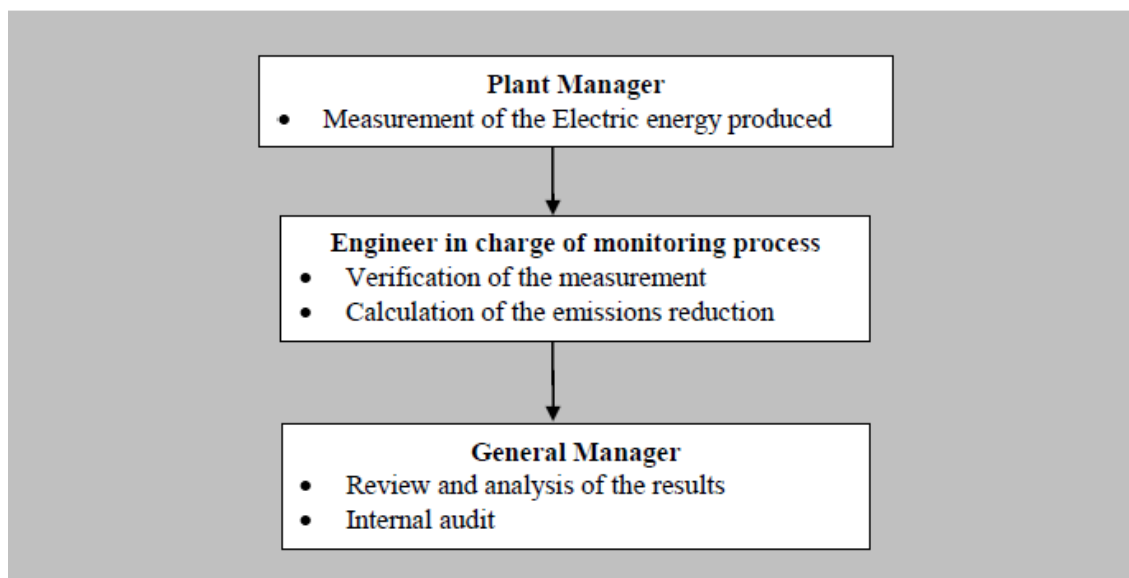 Plant Manager
• Measurement of the Electric energy produced
Engineer in charge of monitoring process
• Verification of the measurement
• Calculation of the emissions reduction
General Manager
• Review and analysis of the results
• Internal audit